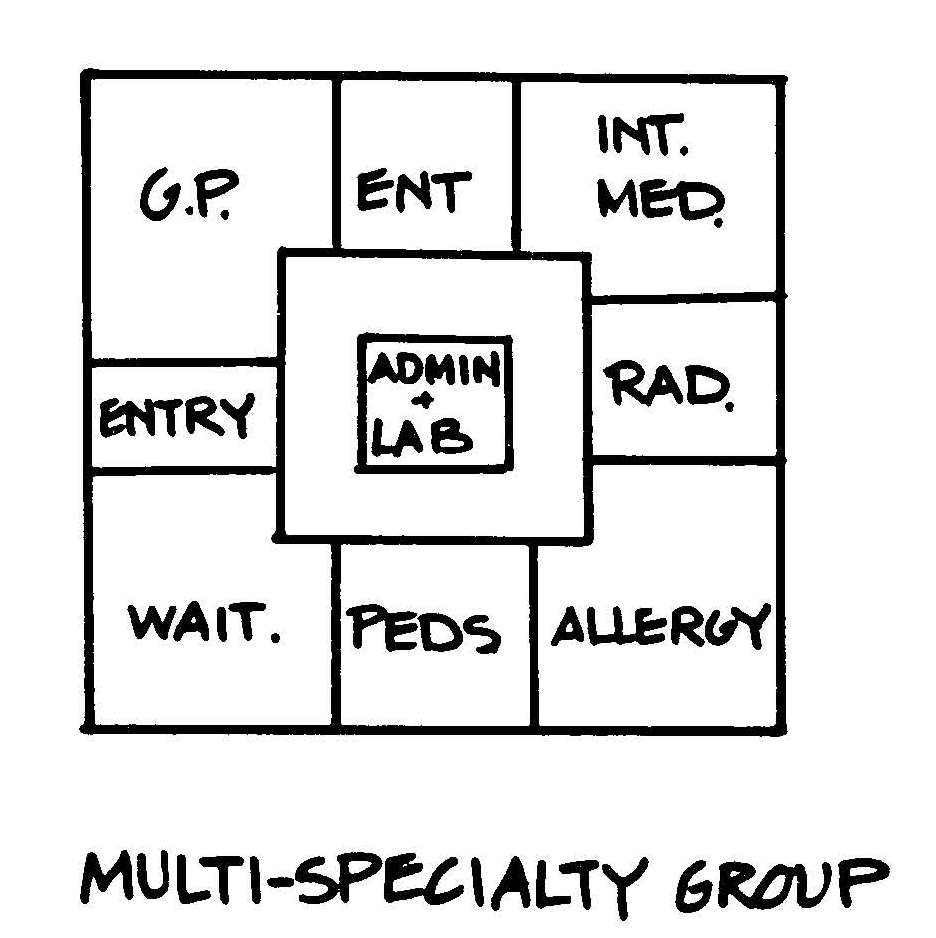 G.P.
ENT
INT.
MED.
ENTRY
ADMIN
+
LAB
RAD.
WAIT.
PEDS
ALLERGY
MULTI-SPECIALTY GROUP